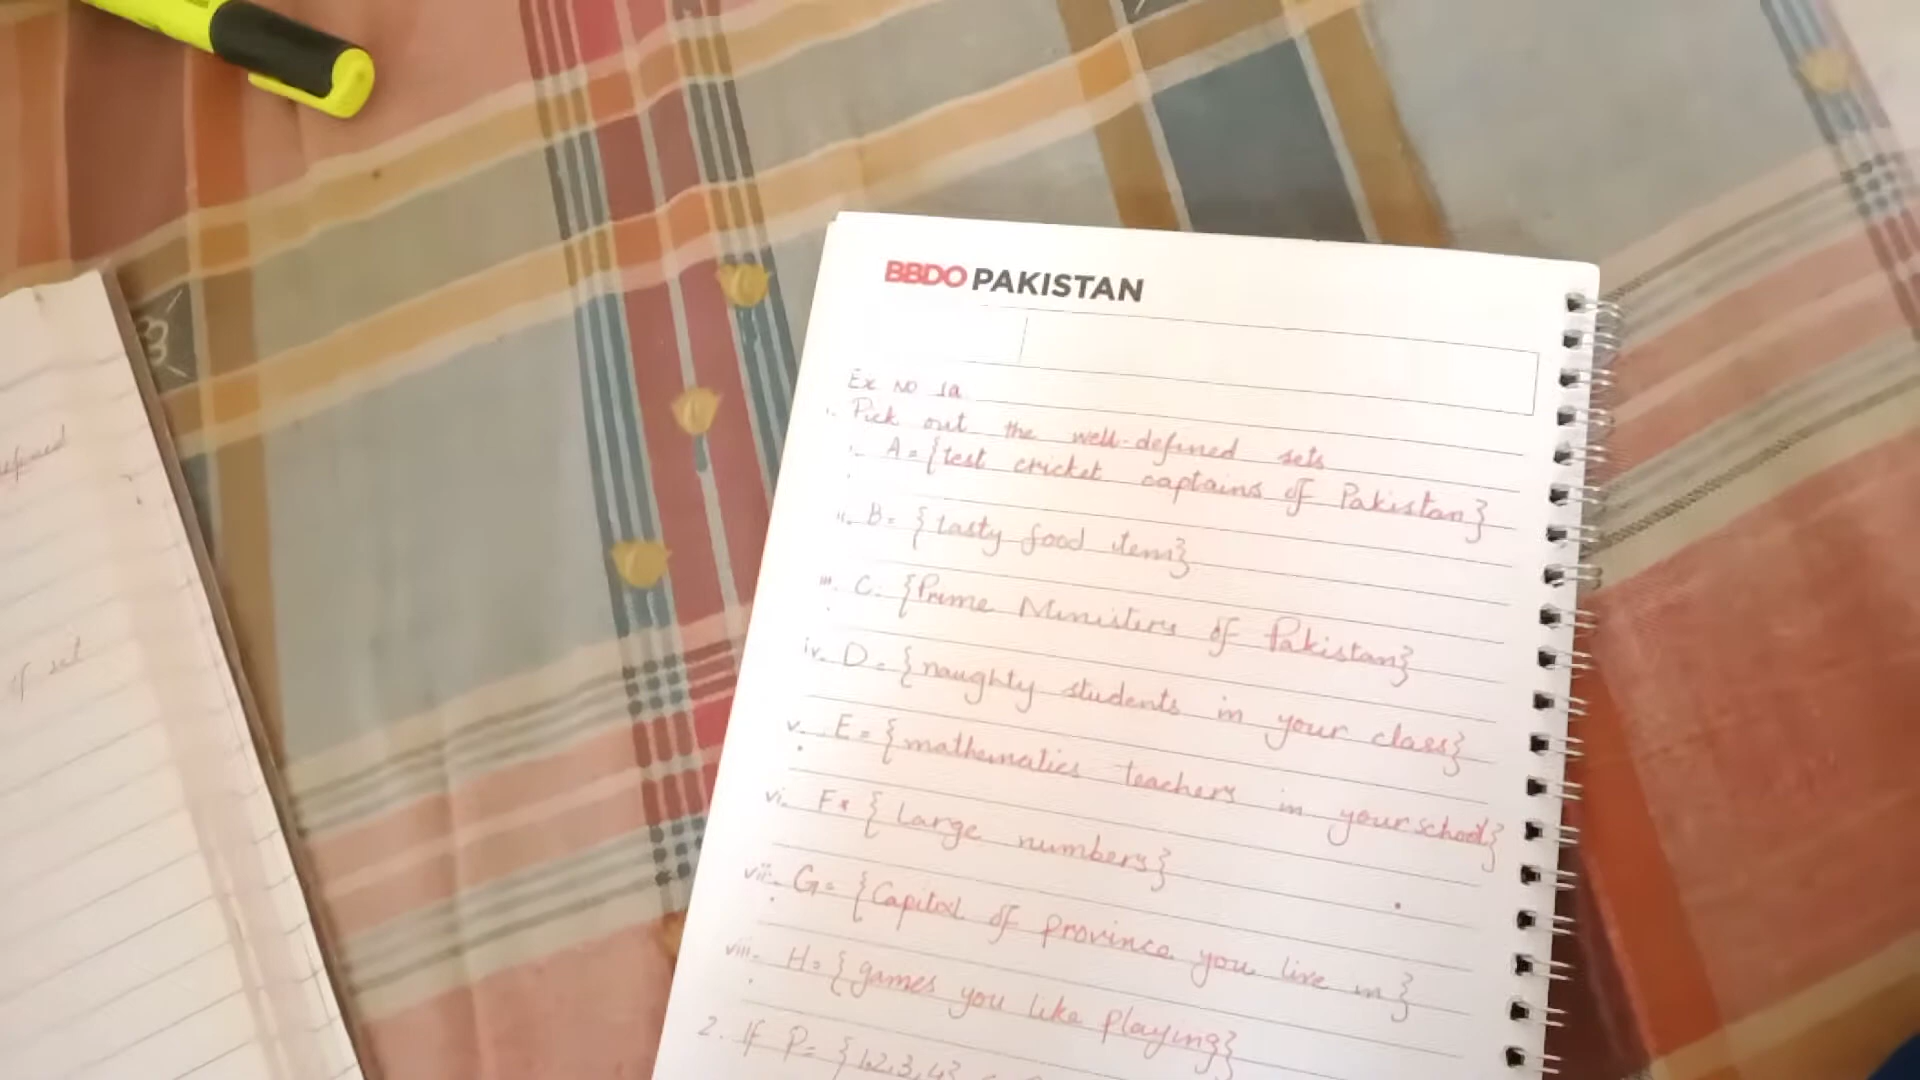 BBDO PAKISTAN
Ex NO 1a
1. Pick out the well-defined sets
i. A = {test cricket captains of Pakistan}
ii. B = {tasty food item}
iii. C = {Prime Ministers of Pakistan}
iv. D = {naughty students in your class}
v. E = {mathematics teachers in your school}
vi. F = {Large numbers}
vii. G = {Capital of province you live in}
viii. H = {games you like playing}
2. If P = {1,2,3,4}
of set